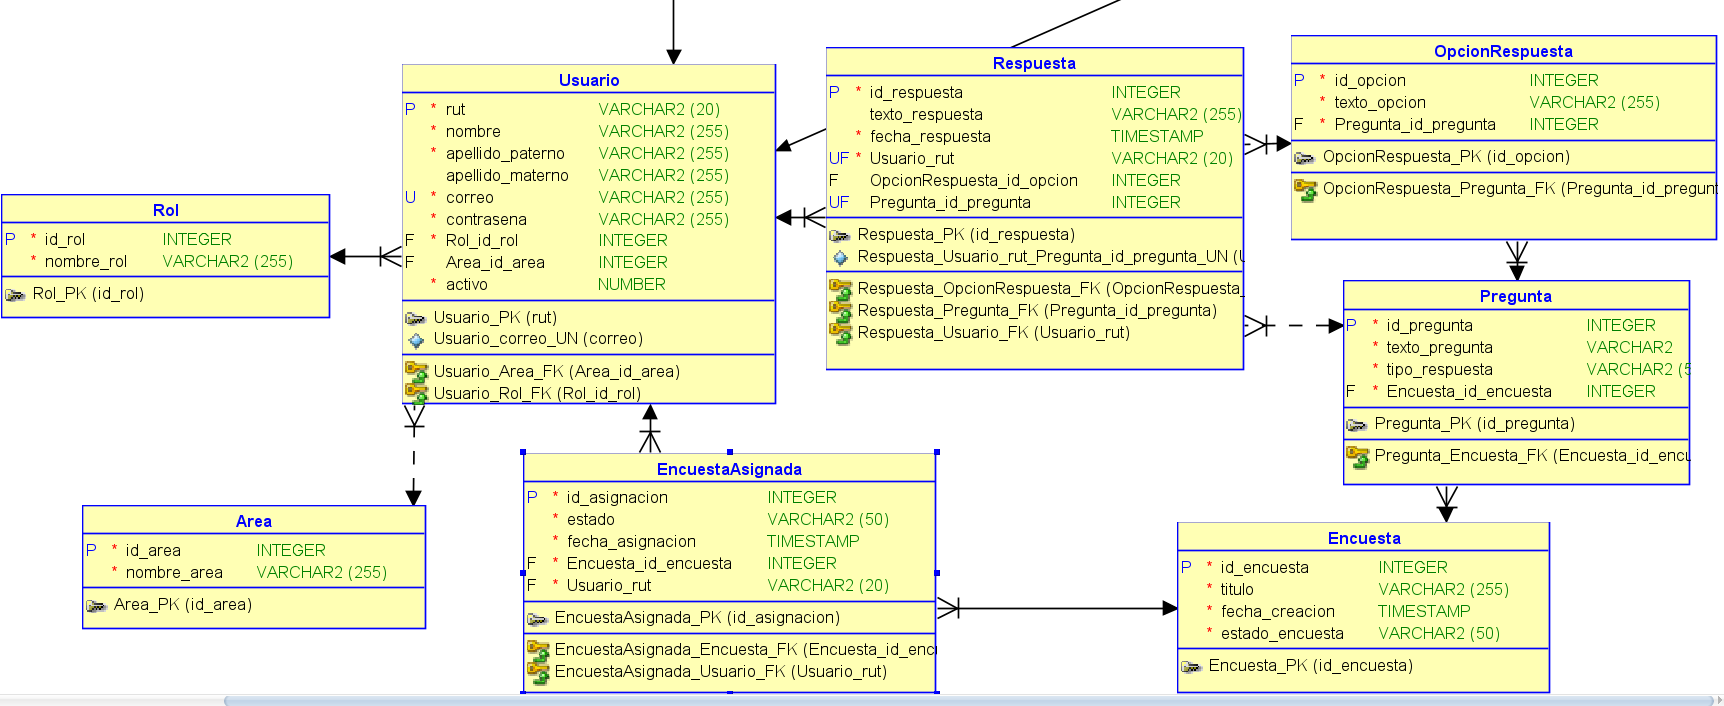 Usuario
P * rut VARCHAR2 (20)
* nombre VARCHAR2 (255)
* apellido_paterno VARCHAR2 (255)
apellido_materno VARCHAR2 (255)
U * correo VARCHAR2 (255)
* contrasena VARCHAR2 (255)
F * Rol_id_rol INTEGER
F Area_id_area INTEGER
* activo NUMBER
Usuario_PK (rut)
Usuario_correo_UN (correo)
Usuario_Area_FK (Area_id_area)
Usuario_Rol_FK (Rol_id_rol)
Respuesta
P * id_respuesta INTEGER
texto_respuesta VARCHAR2 (255)
* fecha_respuesta TIMESTAMP
UF * Usuario_rut VARCHAR2 (20)
F OpcionRespuesta_id_opcion INTEGER
UF Pregunta_id_pregunta INTEGER
Respuesta_PK (id_respuesta)
Respuesta_Usuario_rut_Pregunta_id_pregunta_UN (U
Respuesta_OpcionRespuesta_FK (OpcionRespuesta_
Respuesta_Pregunta_FK (Pregunta_id_pregunta)
Respuesta_Usuario_FK (Usuario_rut)
OpcionRespuesta
P * id_opcion INTEGER
* texto_opcion VARCHAR2 (255)
F * Pregunta_id_pregunta INTEGER
OpcionRespuesta_PK (id_opcion)
OpcionRespuesta_Pregunta_FK (Pregunta_id_pregunt
Rol
P * id_rol INTEGER
* nombre_rol VARCHAR2 (255)
Rol_PK (id_rol)
Pregunta
P * id_pregunta INTEGER
* texto_pregunta VARCHAR2
* tipo_respuesta VARCHAR2 (5
F * Encuesta_id_encuesta INTEGER
Pregunta_PK (id_pregunta)
Pregunta_Encuesta_FK (Encuesta_id_encu
Area
P * id_area INTEGER
* nombre_area VARCHAR2 (255)
Area_PK (id_area)
EncuestaAsignada
P * id_asignacion INTEGER
* estado VARCHAR2 (50)
* fecha_asignacion TIMESTAMP
F * Encuesta_id_encuesta INTEGER
F * Usuario_rut VARCHAR2 (20)
EncuestaAsignada_PK (id_asignacion)
EncuestaAsignada_Encuesta_FK (Encuesta_id_encu
EncuestaAsignada_Usuario_FK (Usuario_rut)
Encuesta
P * id_encuesta INTEGER
* titulo VARCHAR2 (255)
* fecha_creacion TIMESTAMP
* estado_encuesta VARCHAR2 (50)
Encuesta_PK (id_encuesta)